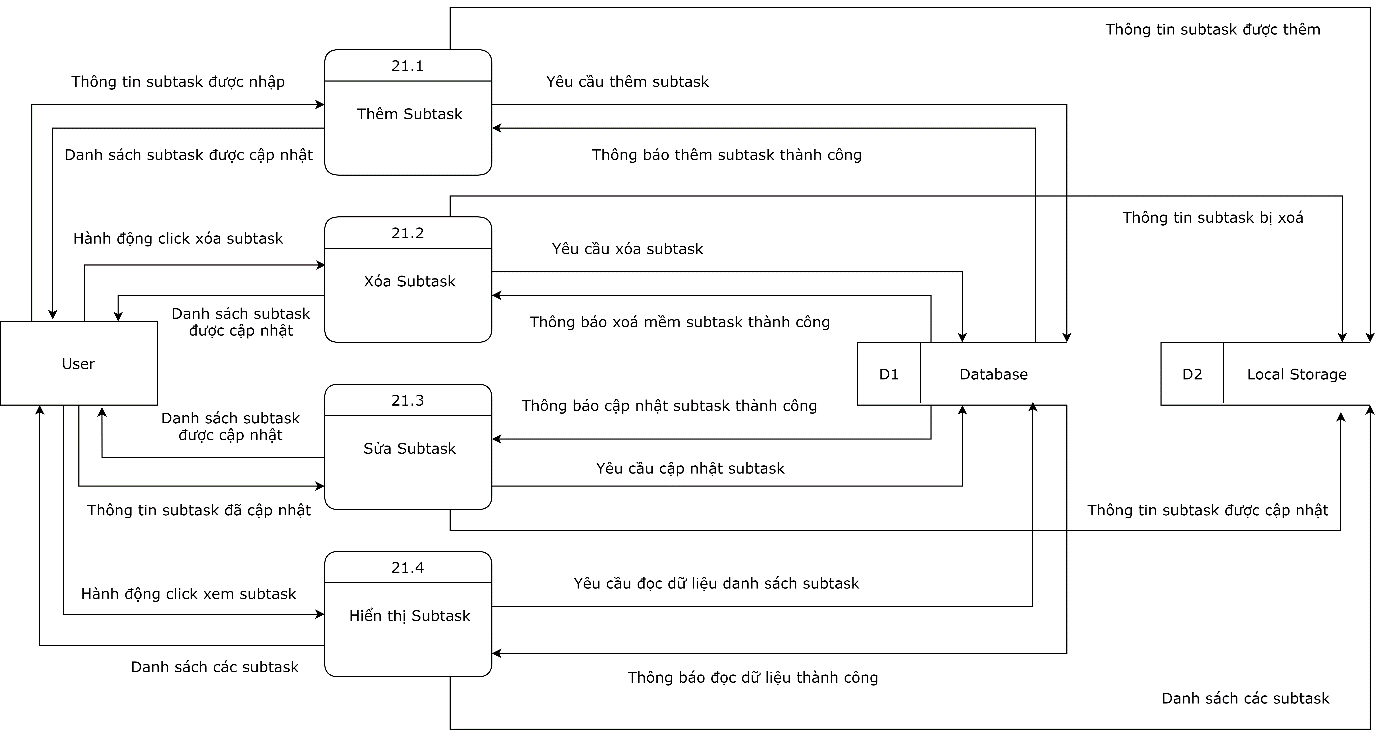 Thông tin subtask được thêm
21.1
Thông tin subtask được nhập
Yêu cầu thêm subtask
Thêm Subtask
Danh sách subtask được cập nhật
Thông báo thêm subtask thành công
Thông tin subtask bị xoá
21.2
Hành động click xóa subtask
Yêu cầu xóa subtask
Xóa Subtask
Danh sách subtask
được cập nhật
Thông báo xoá mềm subtask thành công
User
D1
Database
D2
Local Storage
21.3
Danh sách subtask
được cập nhật
Thông báo cập nhật subtask thành công
Sửa Subtask
Yêu cầu cập nhật subtask
Thông tin subtask đã cập nhật
Thông tin subtask được cập nhật
21.4
Hành động click xem subtask
Yêu cầu đọc dữ liệu danh sách subtask
Hiển thị Subtask
Danh sách các subtask
Thông báo đọc dữ liệu thành công
Danh sách các subtask